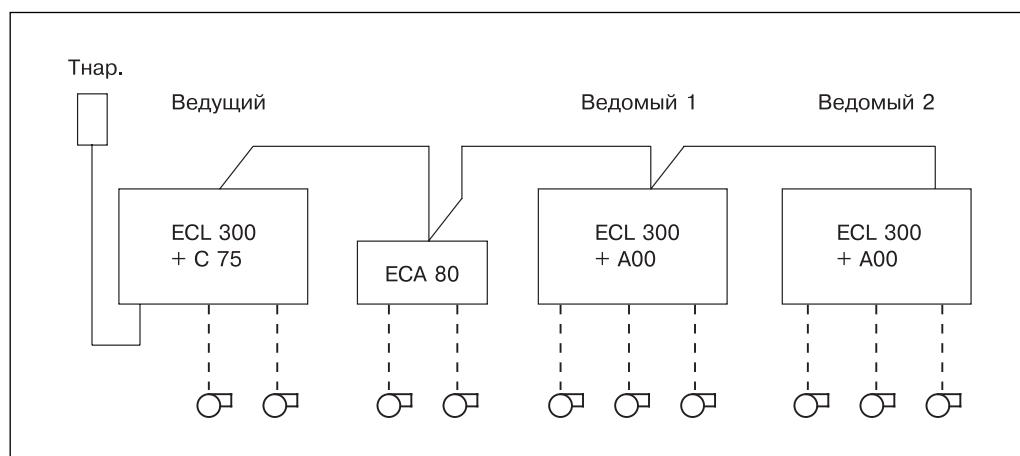 Тнар.
Ведущий
Ведомый 1
Ведомый 2
ECL 300
+ C 75
ECA 80
ECL 300
+ A00
ECL 300
+ A00